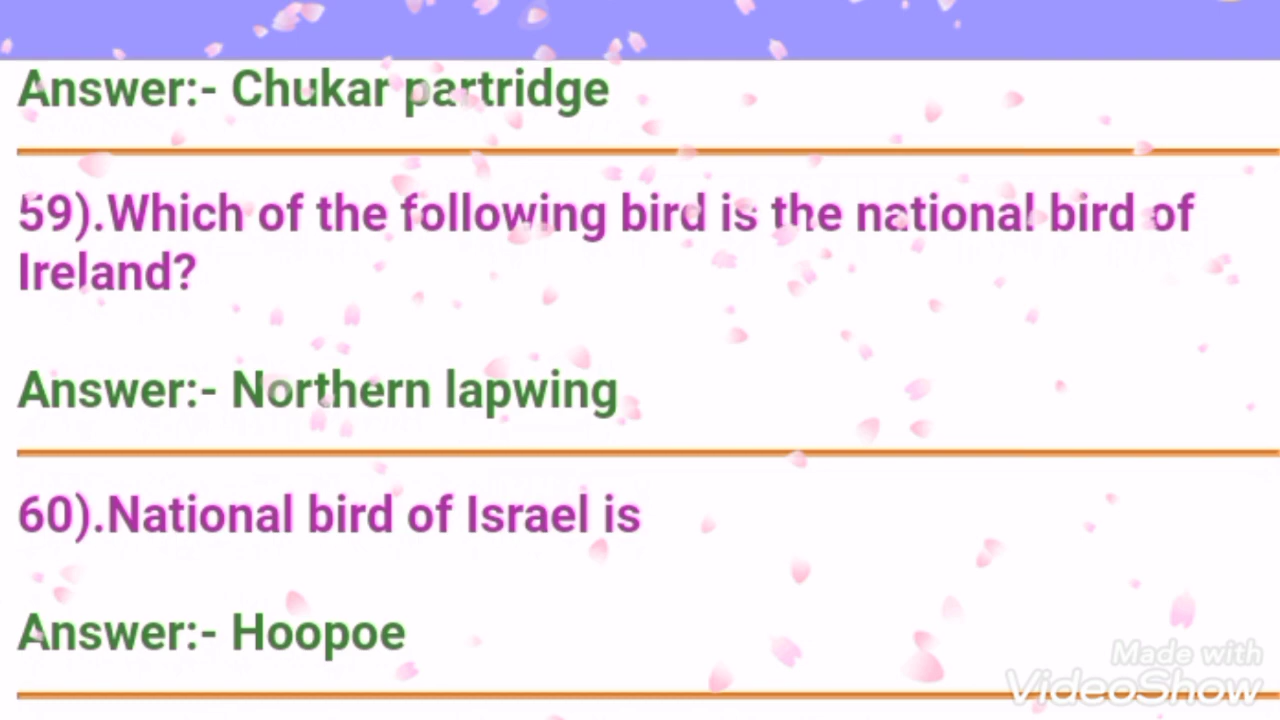 Answer:- Chukar partridge
59).Which of the following bird is the national bird of
Ireland?
Answer:- Northern lapwing
60).National bird of Israel is
Answer:- Hoopoe
Made with
VideoShow